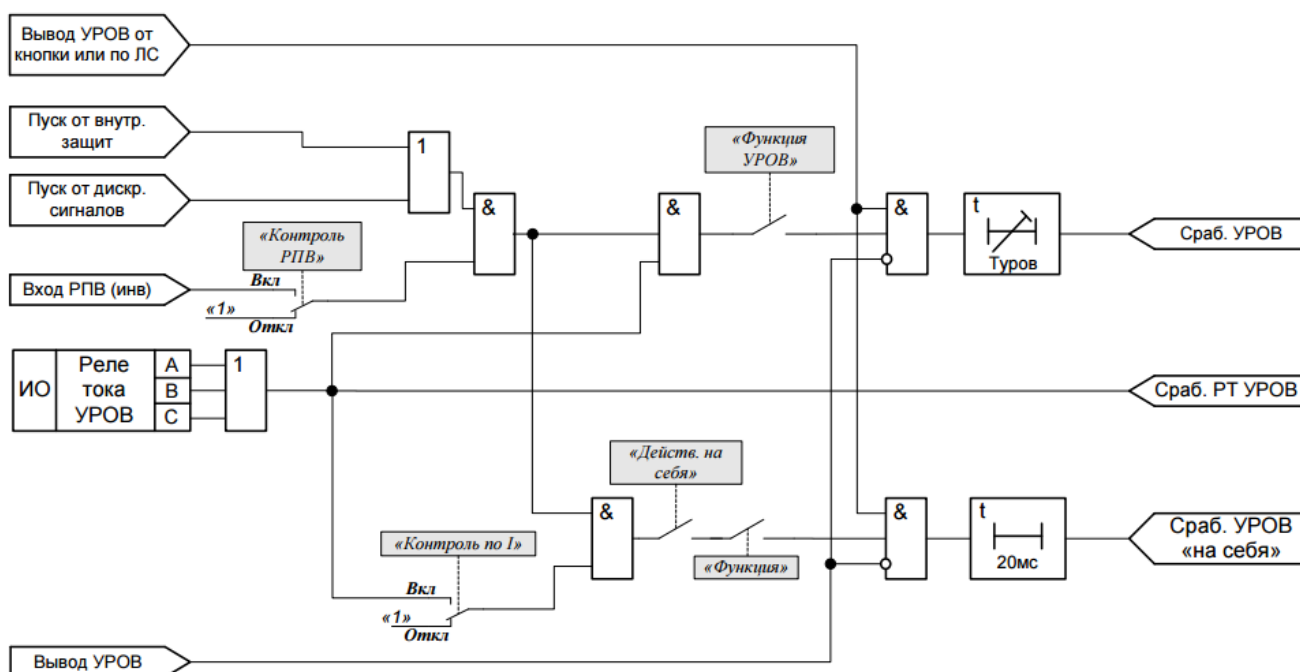 Вывод УРОВ от
кнопки или по ЛС
Пуск от внутр.
защит
Пуск от дискр.
сигналов
1
&
«Контроль
РПВ»
Вкл
Вход РПВ (инв)
«1»
Откл
&
«Функция
УРОВ»
&
t
Туров
Сраб. УРОВ
ИО
Реле
тока
УРОВ
A
B
C
1
Сраб. РТ УРОВ
«Действ. на
себя»
&
«Контроль по I»
«Функция»
Вкл
«1»
Откл
&
t
20мс
Сраб. УРОВ
«на себя»
Вывод УРОВ